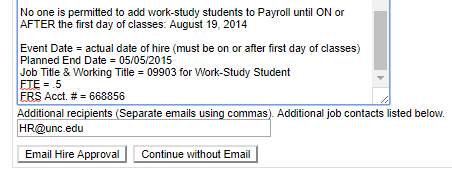 No one is permitted to add work-study students to Payroll until ON or
AFTER the first day of classes: August 19, 2014
Event Date = actual date of hire (must be on or after first day of classes)
Planned End Date = 05/05/2015
Job Title & Working Title = 09903 for Work-Study Student
FTE = .5
FRS Acct. # = 668856
Additional recipients (Separate emails using commas). Additional job contacts listed below.
HR@unc.edu
Email Hire Approval Continue without Email